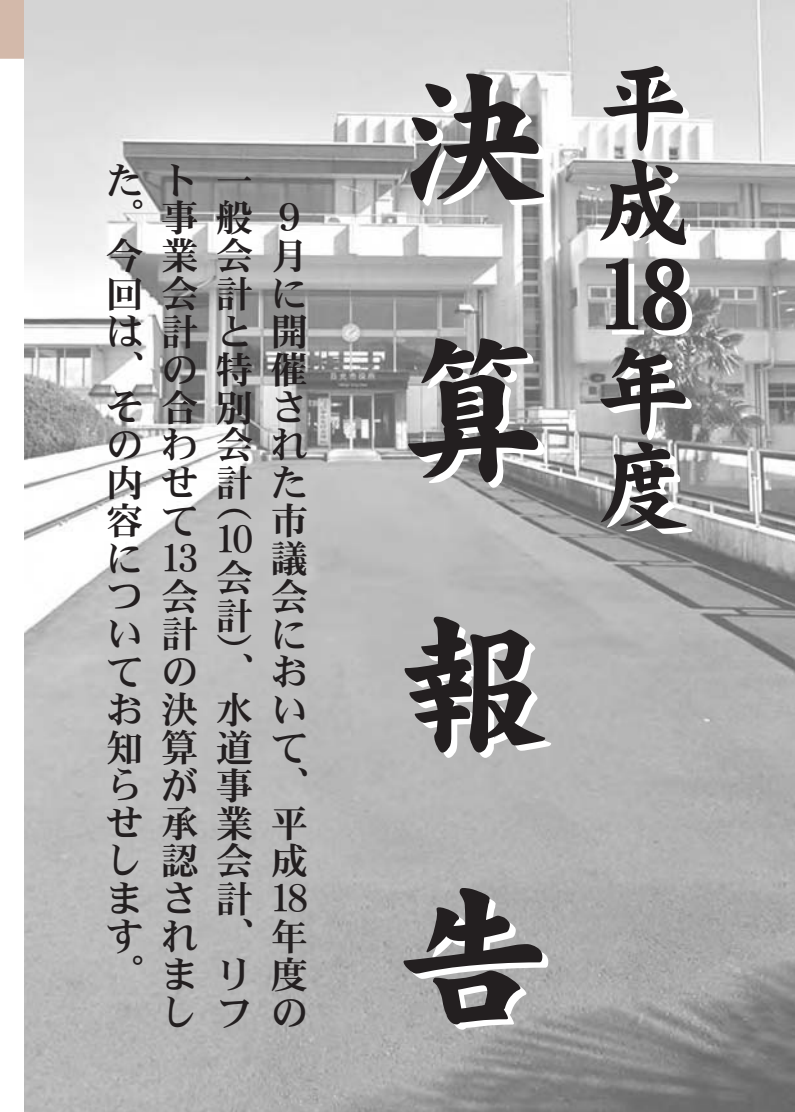 平成18年度
決算報告
9月に開催された市議会において、平成18年度の
一般会計と特別会計(10会計)、水道事業会計、リフ
ト事業会計の合わせて13会計の決算が承認されまし
た。今回は、その内容についてお知らせします。